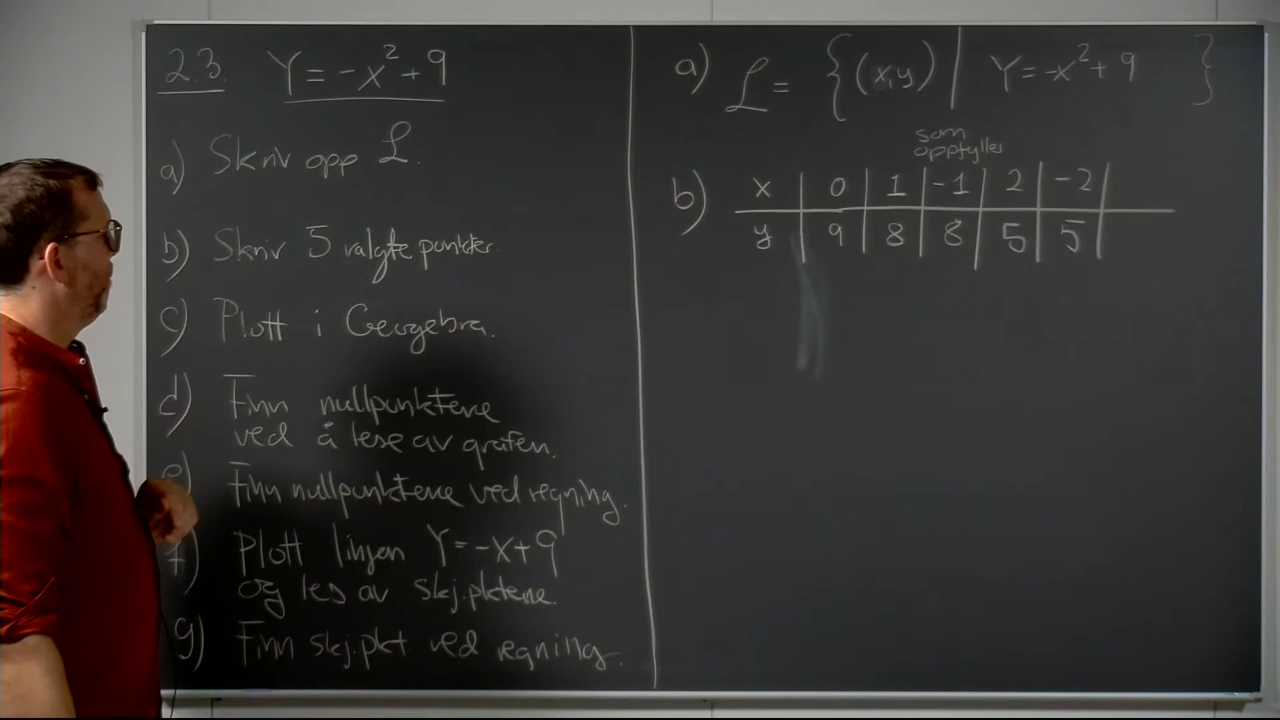 2.3. Y = -x² + 9
a) Skriv opp ℒ.
b) Skriv 5 valgte punkter.
c) Plott i Geogebra.
d) Finn nullpunktene
ved å lese av grafen.
e) Finn nullpunktene ved regning.
f) Plott linjen Y = -x + 9
og les av skj.pktene.
g) Finn skj.pkt ved regning.
a) ℒ = { (x,y) | Y = -x² + 9 }
som
oppfyller
b) x | 0 | 1 | -1 | 2 | -2 |
y | 9 | 8 | 8 | 5 | 5 |